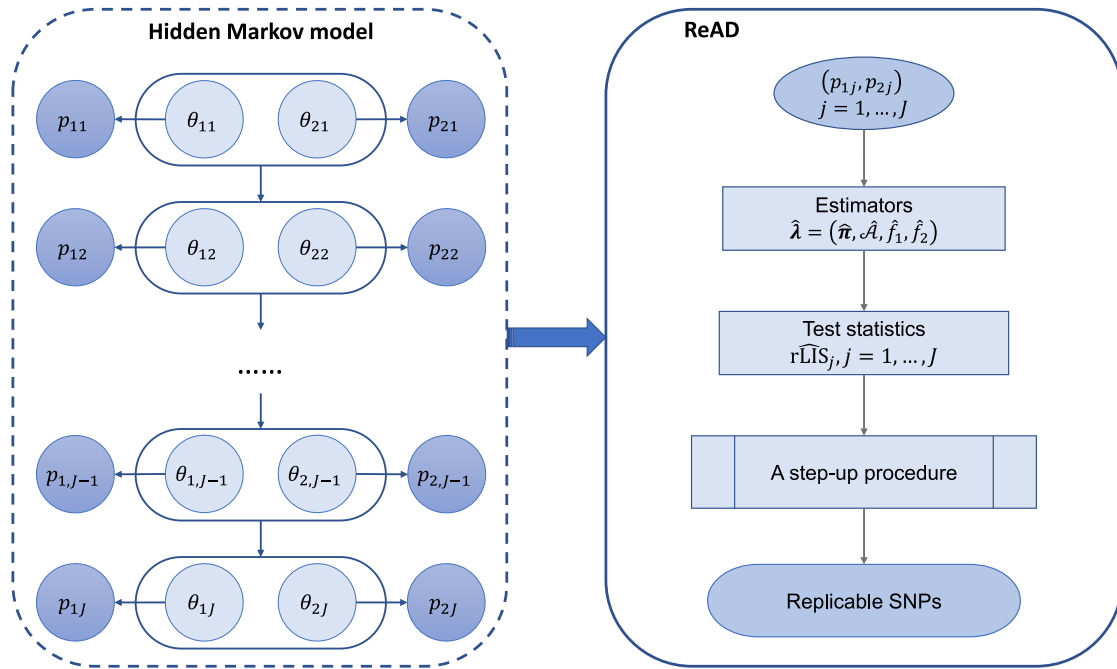 Hidden Markov model
p₁₁ θ₁₁ θ₂₁ p₂₁
p₁₂ θ₁₂ θ₂₂ p₂₂
......
p₁,J−1 θ₁,J−1 θ₂,J−1 p₂,J−1
p₁J θ₁J θ₂J p₂J
ReAD
(p₁j, p₂j)
j = 1, ..., J
Estimators
λ̂ = (π̂, 𝒜̂, f̂₁, f̂₂)
Test statistics
r\widehat{LIS}ⱼ, j = 1, ..., J
A step-up procedure
Replicable SNPs